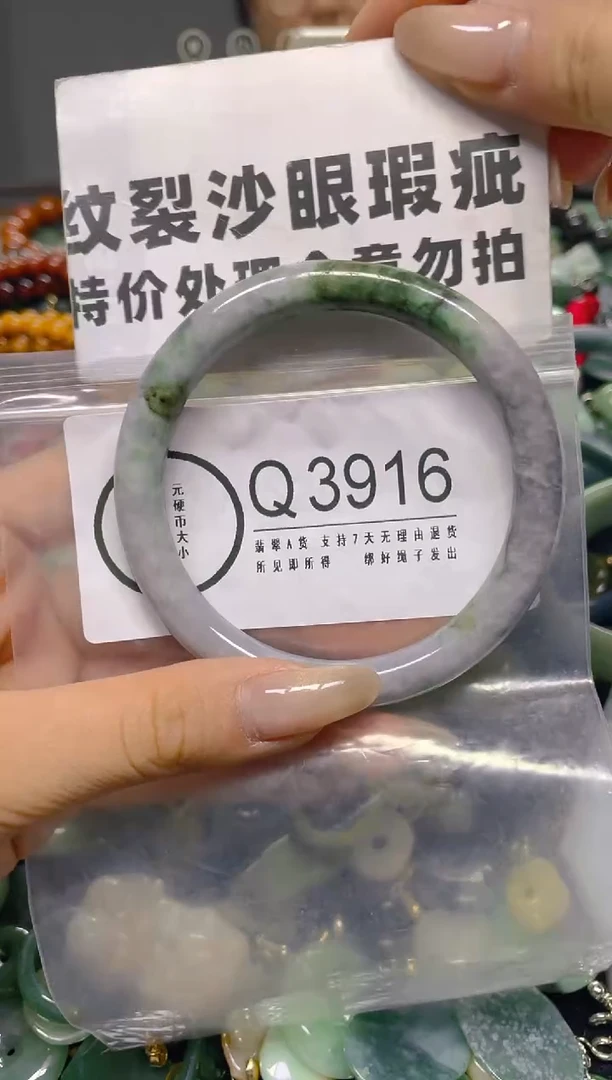 纹裂沙眼瑕疵
特价处理介意勿拍
元硬币大小
Q3916
翡翠A货 支持7天无理由退货
所见即所得 绑好绳子发出